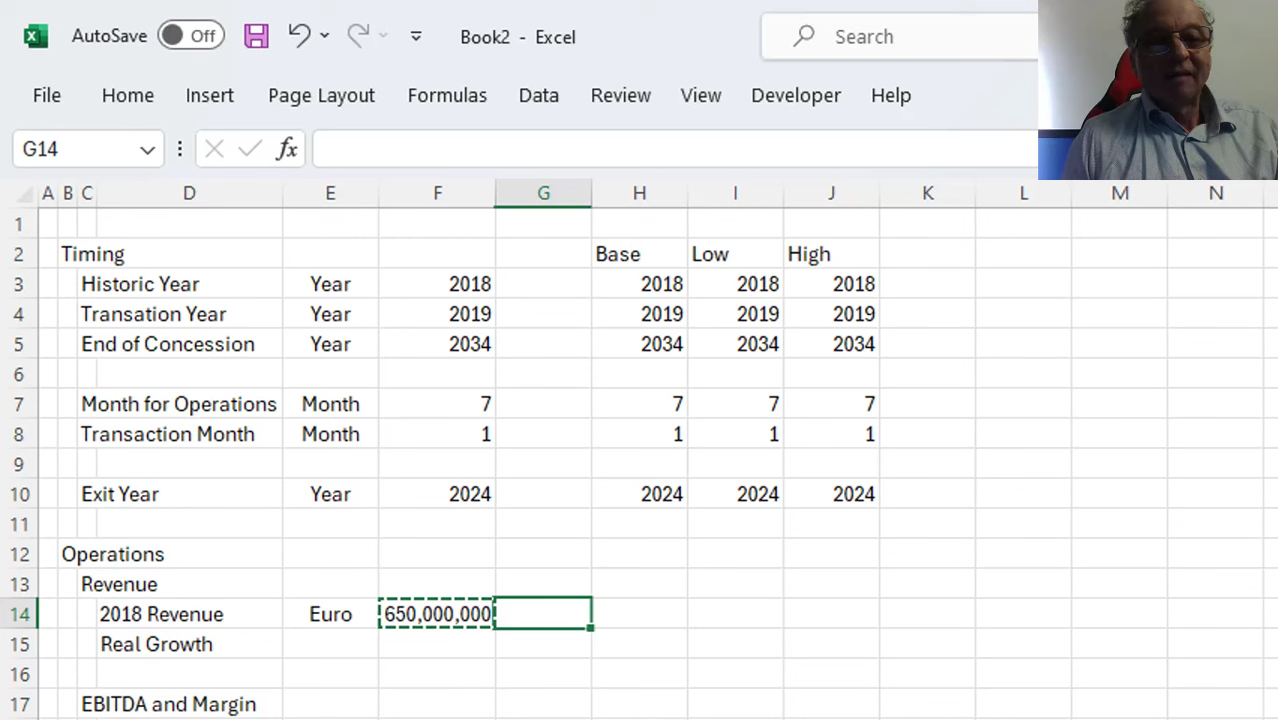 AutoSave Off Book2 - Excel Search
File Home Insert Page Layout Formulas Data Review View Developer Help
G14 fx
A B C D E F G H I J K L M N
1
2 Timing Base Low High
3 Historic Year Year 2018 2018 2018 2018
4 Transation Year Year 2019 2019 2019 2019
5 End of Concession Year 2034 2034 2034 2034
6
7 Month for Operations Month 7 7 7 7
8 Transaction Month Month 1 1 1 1
9
10 Exit Year Year 2024 2024 2024 2024
11
12 Operations
13 Revenue
14 2018 Revenue Euro 650,000,000
15 Real Growth
16
17 EBITDA and Margin